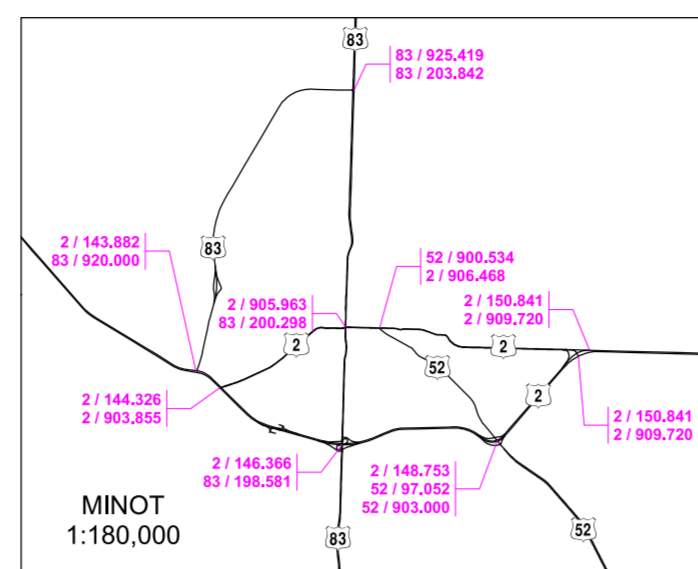 83
83 / 925.419
83 / 203.842
83
2 / 143.882
83 / 920.000
52 / 900.534
2 / 906.468
2 / 905.963
83 / 200.298
2 / 150.841
2 / 909.720
2
2
52
2
2 / 144.326
2 / 903.855
2 / 150.841
2 / 909.720
2 / 146.366
83 / 198.581
2 / 148.753
52 / 97.052
52 / 903.000
MINOT
1:180,000
83
52